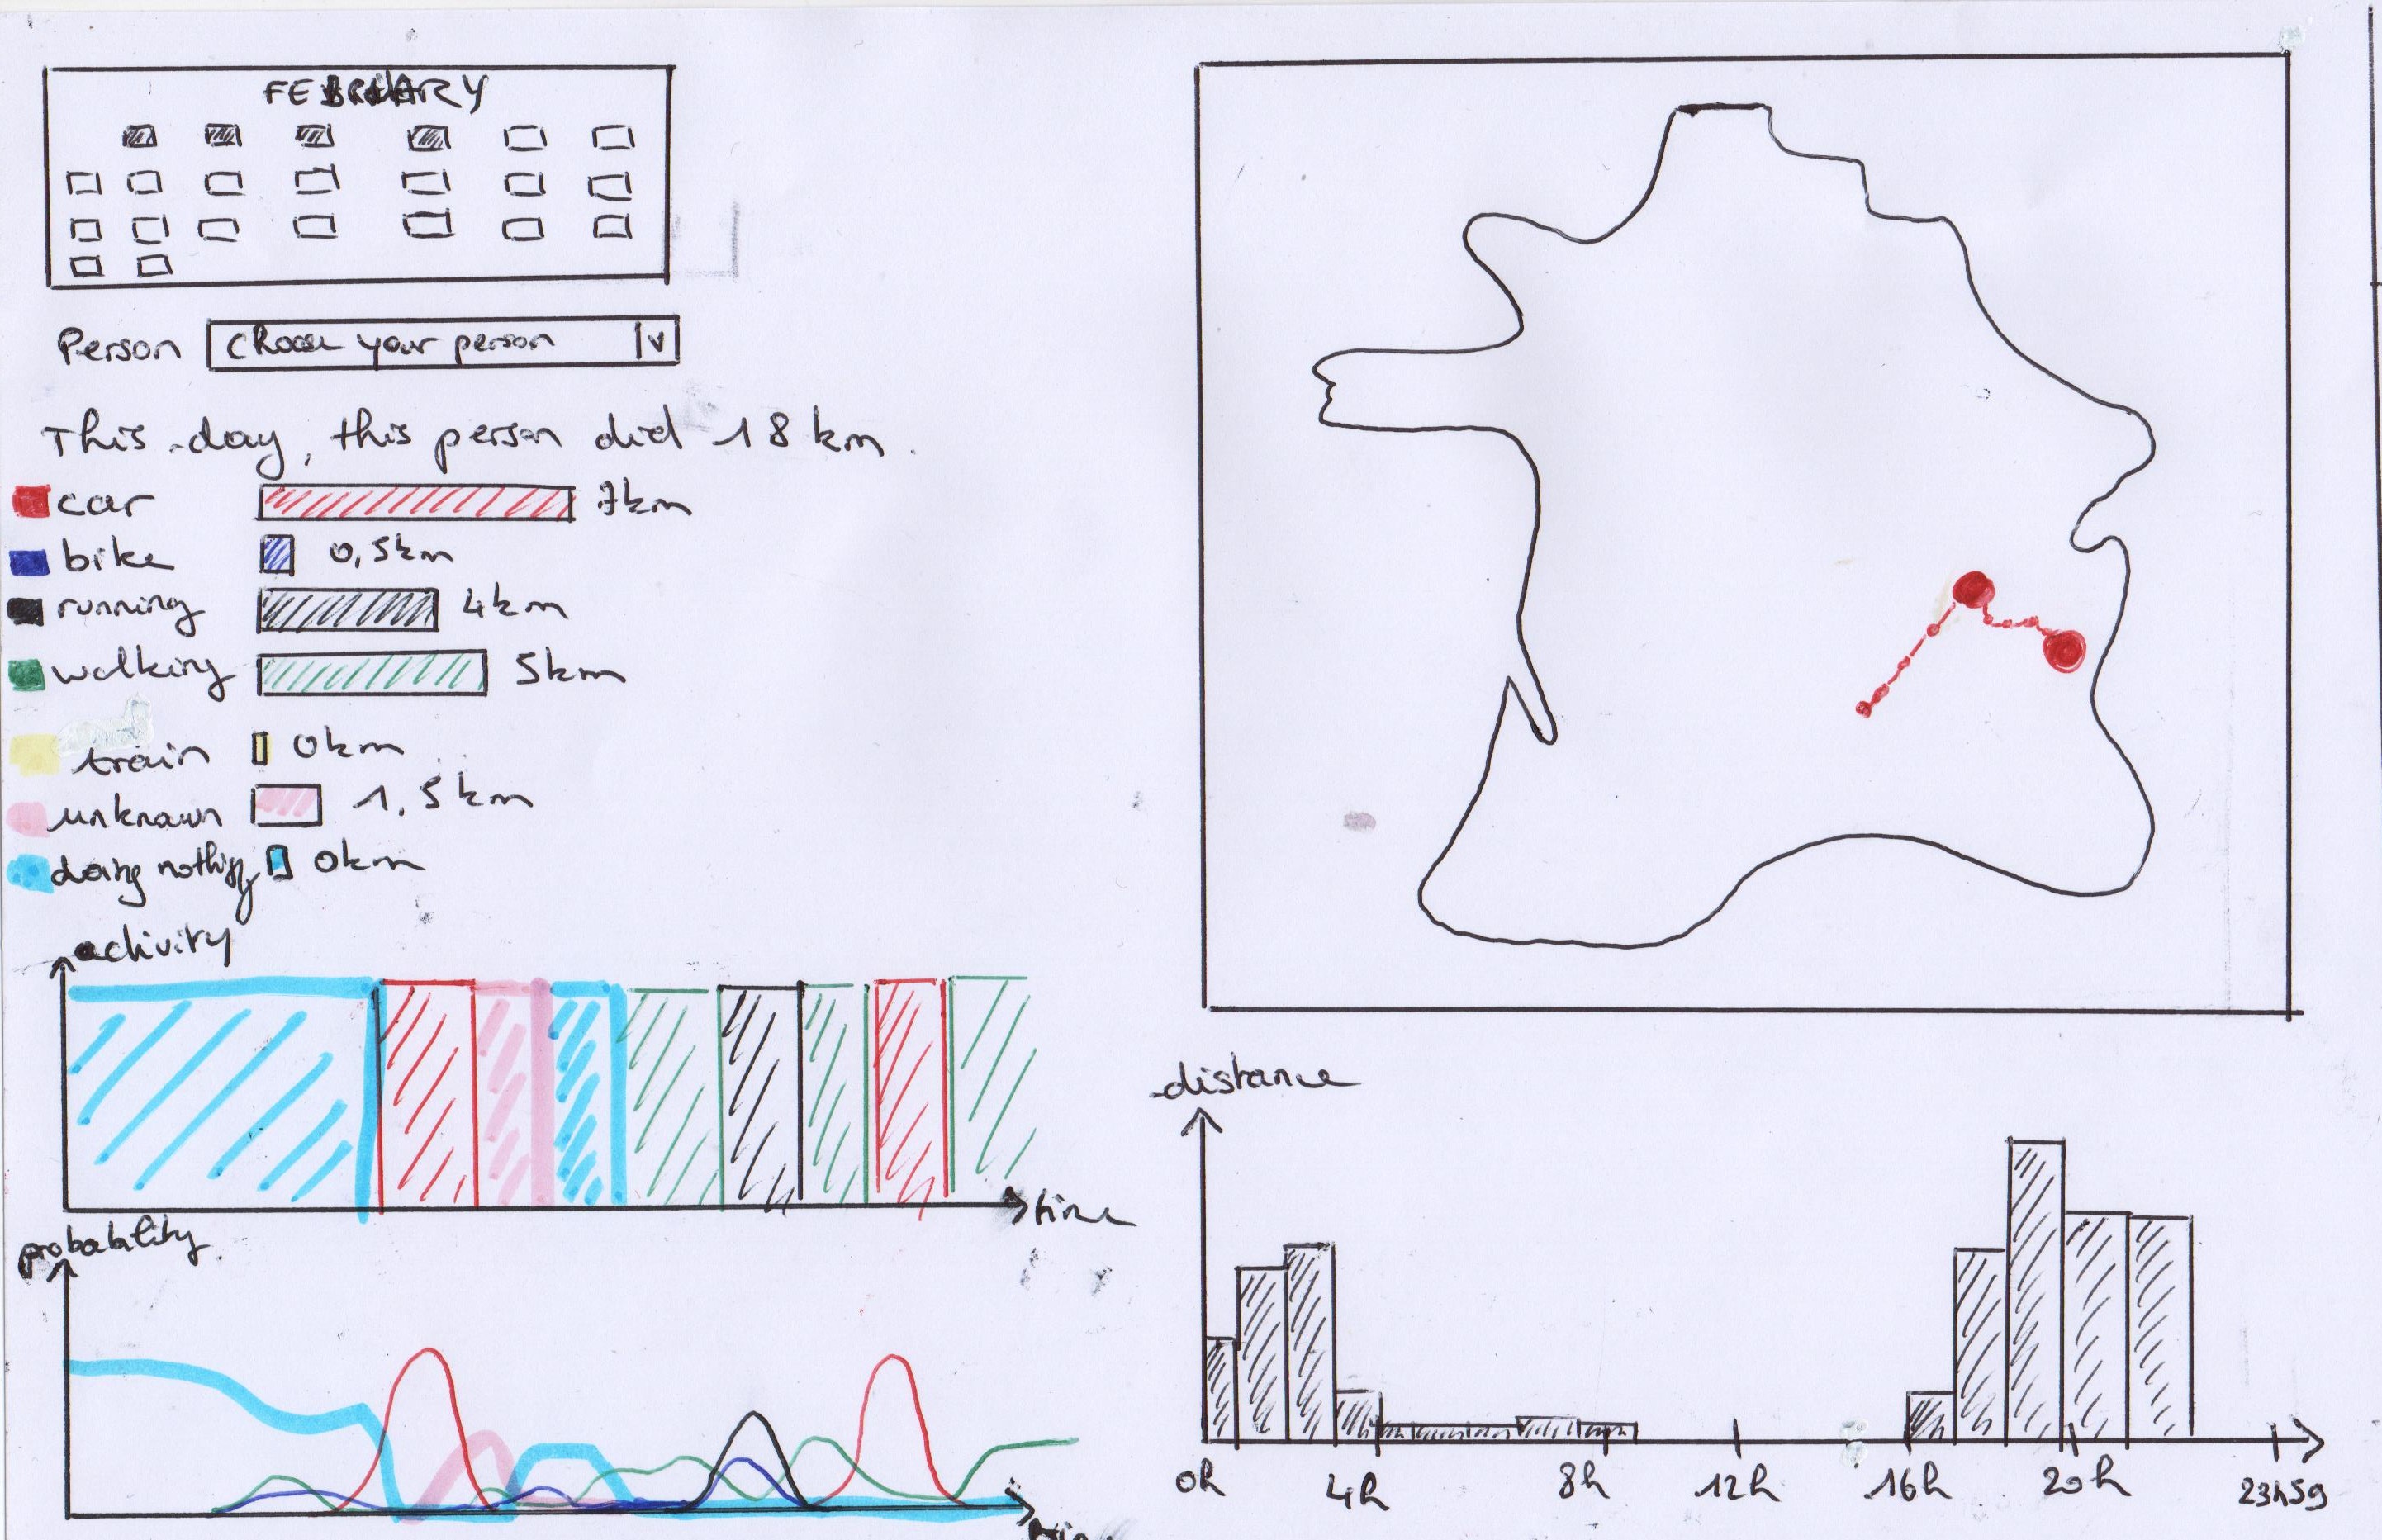 FEBRUARY
Person choose your person v
This day, this person did 18 km.
car 7km
bike 0,5km
running 4km
walking 5km
train 0km
unknown 1,5km
doing nothing 0km
activity
time
probability
distance
0h 4h 8h 12h 16h 20h 23h59